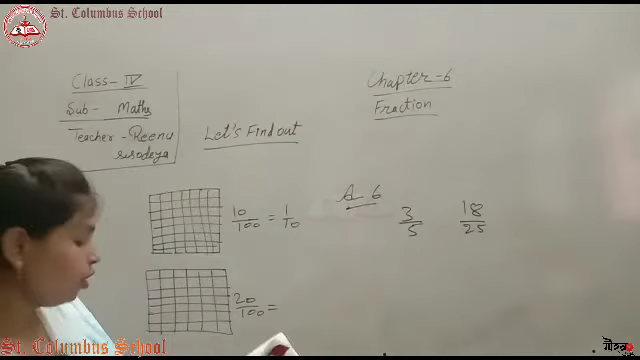 St. Columbus School
Class - IV
Sub - Maths
Teacher - Reenu
sisodeya
Let's Find out
Chapter - 6
Fraction
10/100 = 1/10
A 6
3/5 18/25
20/100 =
St. Columbus School